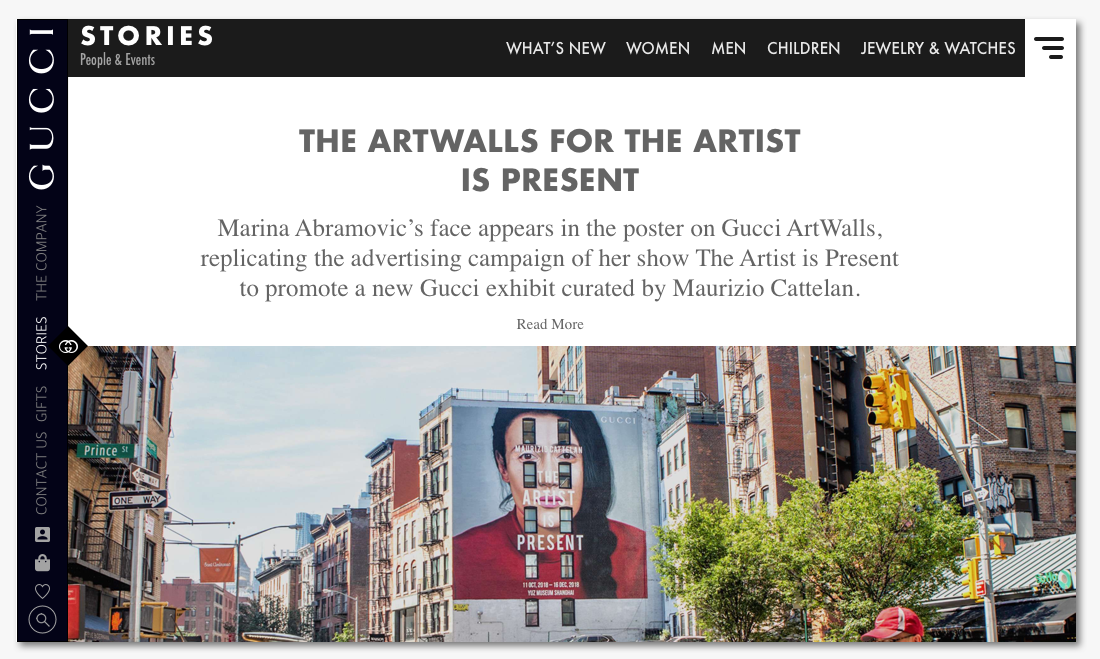 GUCCI
THE COMPANY
STORIES
GIFTS
CONTACT US
STORIES
People & Events
WHAT'S NEW
WOMEN
MEN
CHILDREN
JEWELRY & WATCHES
THE ARTWALLS FOR THE ARTIST
IS PRESENT
Marina Abramovic’s face appears in the poster on Gucci ArtWalls,
replicating the advertising campaign of her show The Artist is Present
to promote a new Gucci exhibit curated by Maurizio Cattelan.
Read More
GUCCI
MAURIZIO CATTELAN
THE
ARTIST
IS
PRESENT
11 OCT, 2018 – 16 DEC, 2018
YUZ MUSEUM SHANGHAI
Prince ST
ONE WAY